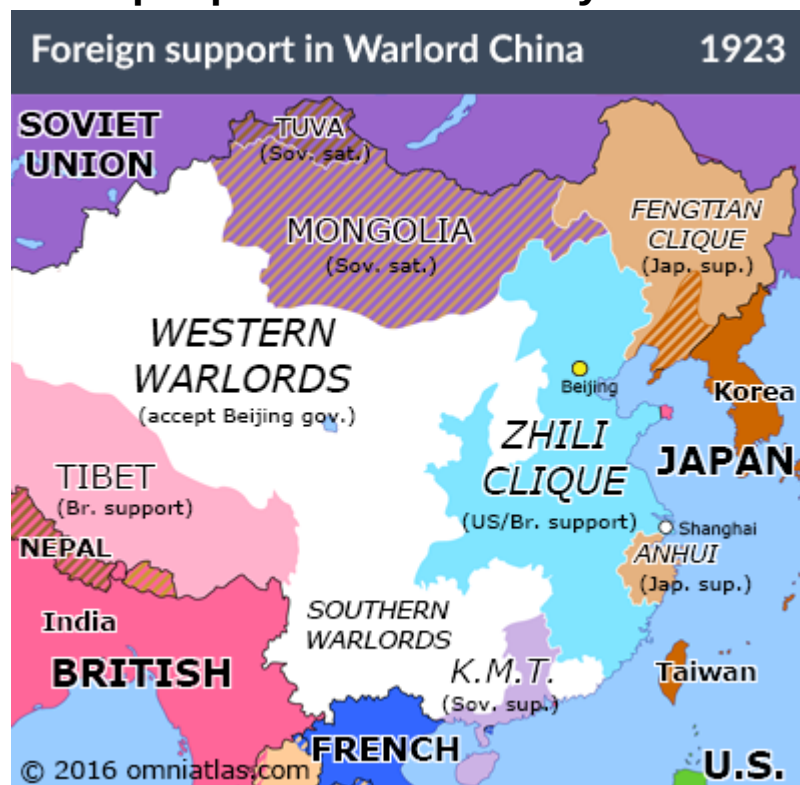 Foreign support in Warlord China 1923
SOVIET
UNION
TUVA
(Sov. sat.)
MONGOLIA
(Sov. sat.)
FENGTIAN
CLIQUE
(Jap. sup.)
WESTERN
WARLORDS
(accept Beijing gov.)
Beijing
Korea
ZHILI
CLIQUE
(US/Br. support)
JAPAN
TIBET
(Br. support)
Shanghai
NEPAL
ANHUI
(Jap. sup.)
India
SOUTHERN
WARLORDS
BRITISH
K.M.T.
(Sov. sup.)
Taiwan
FRENCH
U.S.
© 2016 omniatlas.com